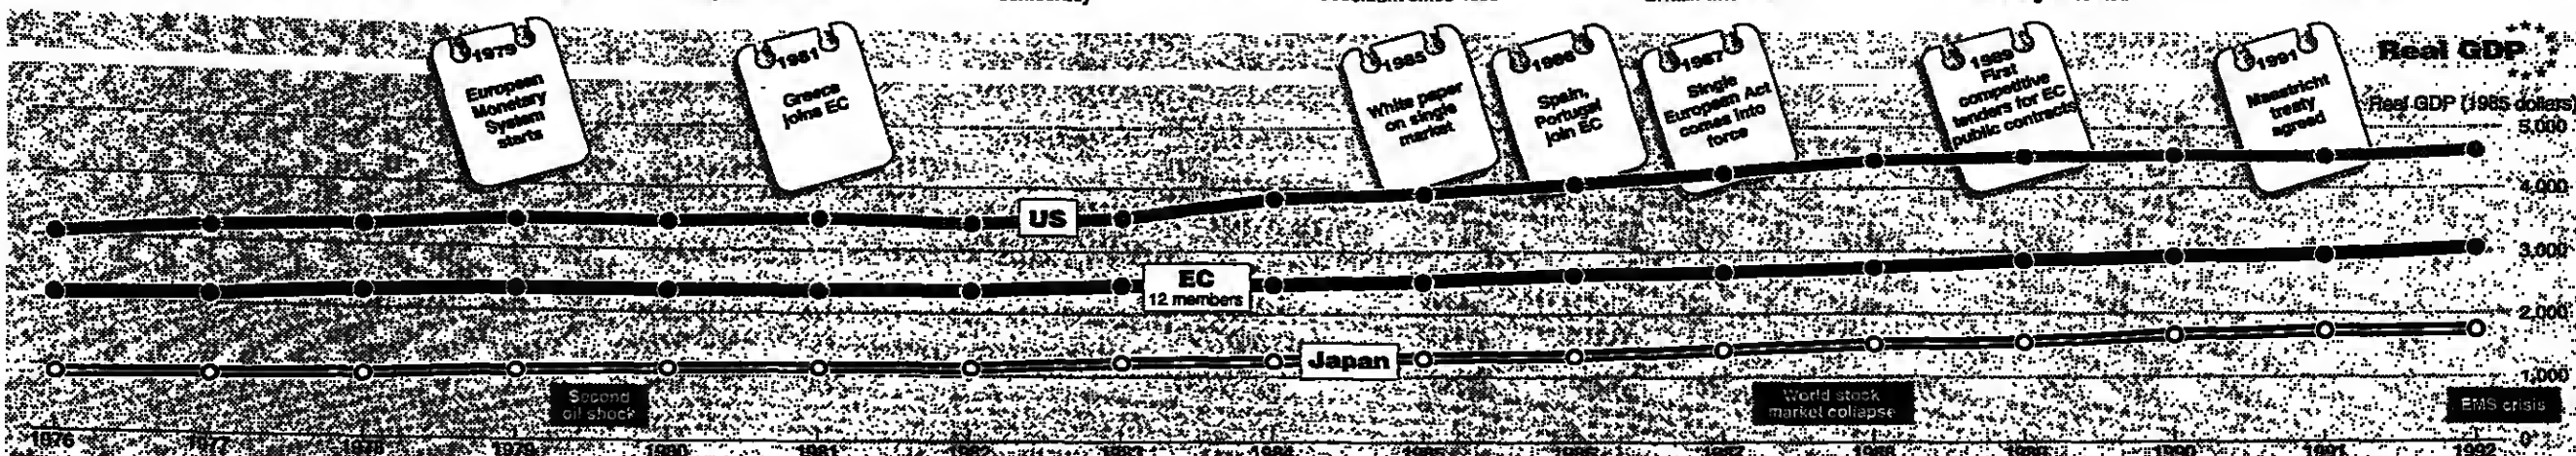 1979
European
Monetary
System
starts
1981
Greece
joins EC
1985
White paper
on single
market
1986
Spain,
Portugal
join EC
1987
Single
European Act
comes into
force
1989
First
competitive
tenders for EC
public contracts
1991
Maastricht
treaty
agreed
Real GDP
Real GDP (1985 dollars)
5,000
4,000
3,000
2,000
1,000
0
US
EC
12 members
Japan
Second
oil shock
World stock
market collapse
EMS crisis
1976 1977 1978 1979 1980 1981 1982 1983 1984 1985 1986 1987 1988 1989 1990 1991 1992